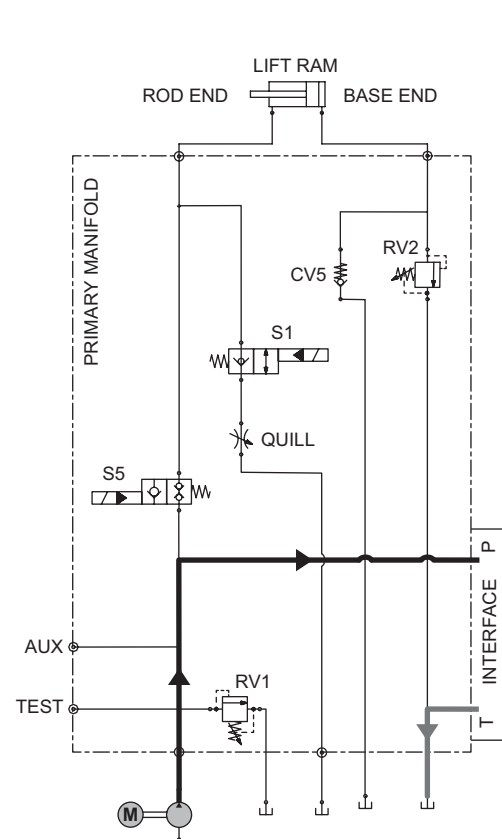 LIFT RAM
ROD END
BASE END
PRIMARY MANIFOLD
RV2
CV5
S1
QUILL
S5
P
INTERFACE
AUX
RV1
TEST
T
M